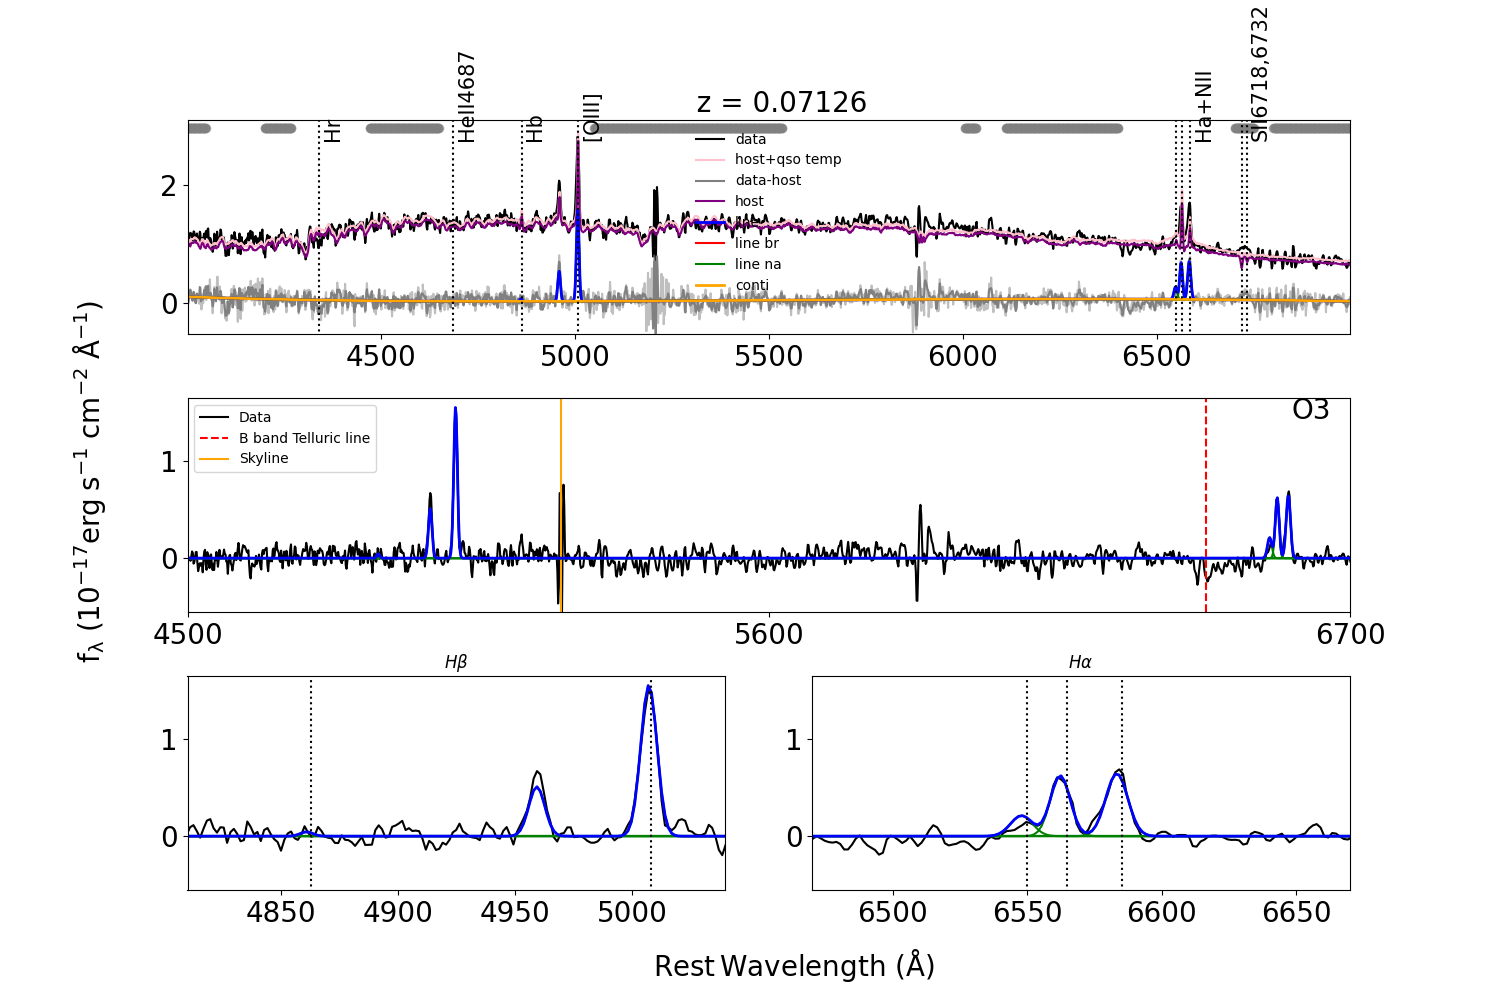 z = 0.07126
Hr
HeII4687
Hb
[OIII]
Ha+NII
SII6718,6732
data
host+qso temp
data-host
host
line br
line na
conti
2
0
4500 5000 5500 6000 6500
fλ (10⁻¹⁷erg s⁻¹ cm⁻² Å⁻¹)
O3
Data
B band Telluric line
Skyline
1
0
4500 5600 6700
Hβ
1
0
4850 4900 4950 5000
Hα
1
0
6500 6550 6600 6650
Rest Wavelength (Å)